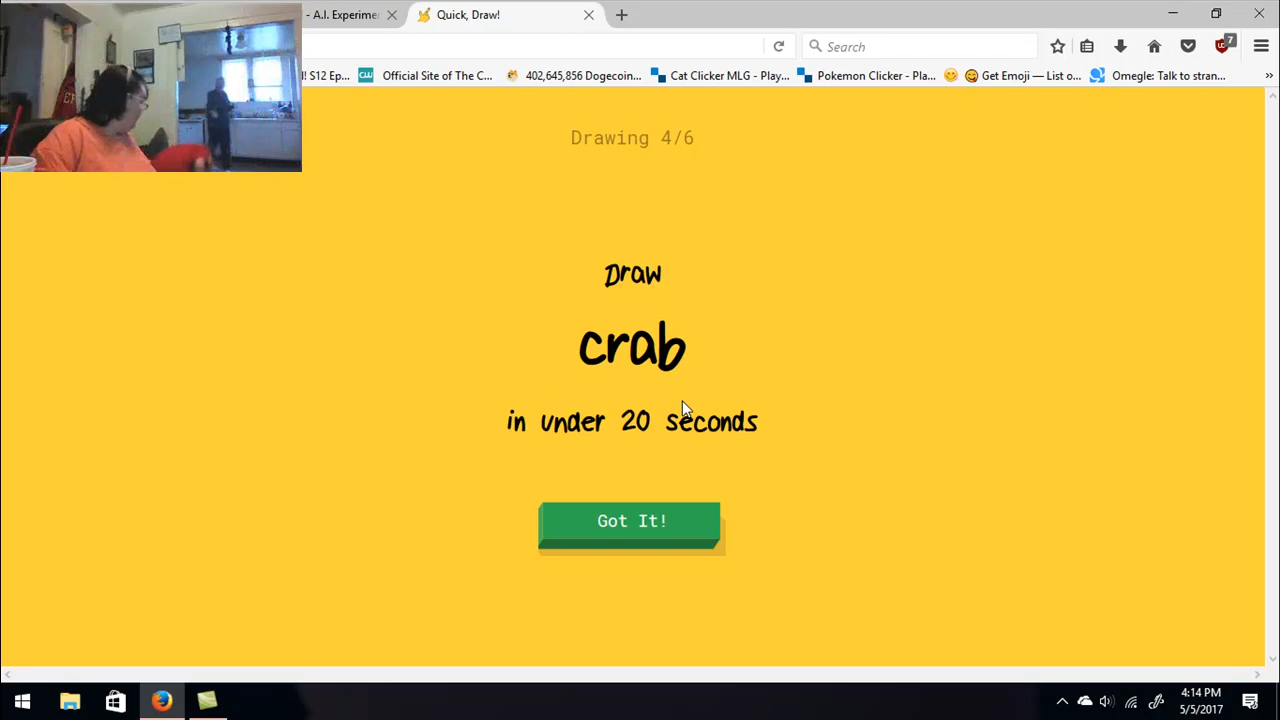 - A.I. Experime
Quick, Draw!
Search
7
! S12 Ep...
CW
Official Site of The C...
402,645,856 Dogecoin...
Cat Clicker MLG - Play...
Pokemon Clicker - Pla...
Get Emoji — List o...
Omegle: Talk to stran...
Drawing 4/6
Draw
crab
in under 20 seconds
Got It!
4:14 PM
5/5/2017